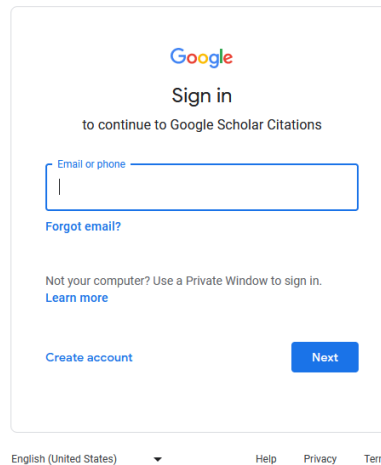 Google
Sign in
to continue to Google Scholar Citations
Email or phone
Forgot email?
Not your computer? Use a Private Window to sign in.
Learn more
Create account
Next
English (United States)
Help
Privacy